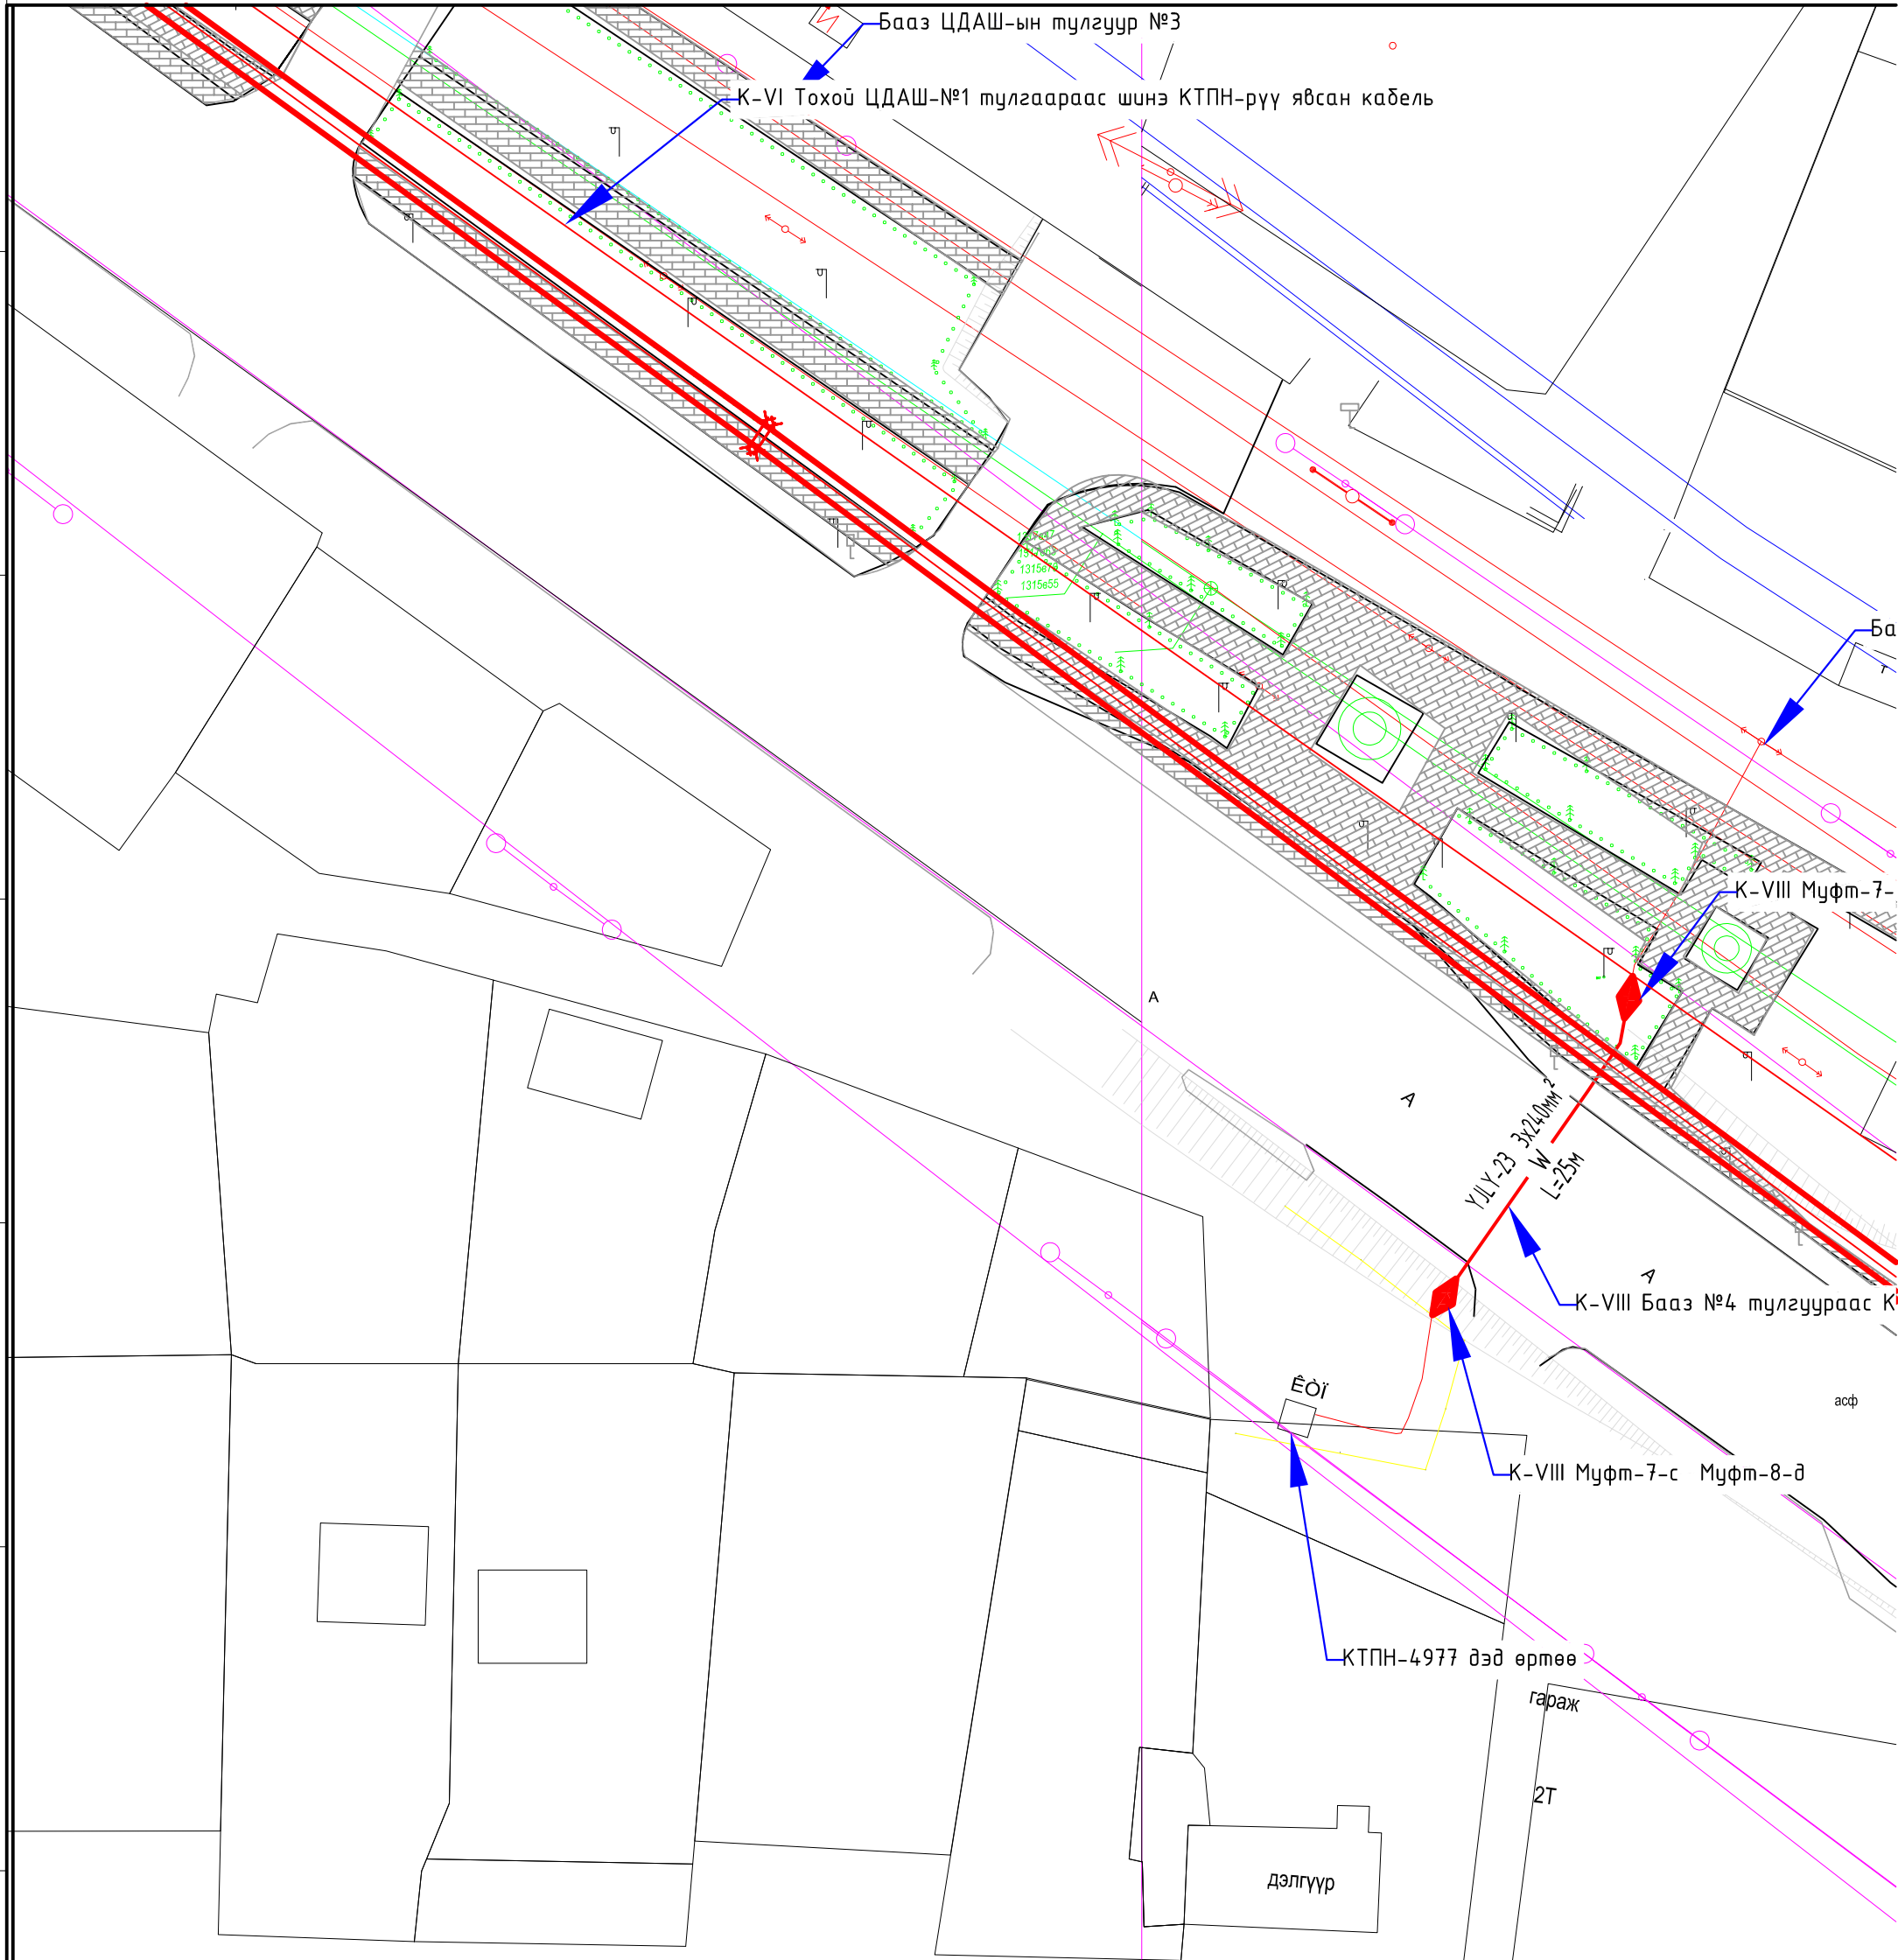 Бааз ЦДАШ-ын тулгуур №3
К-VI Тохой ЦДАШ-№1 тулгаараас шинэ КТПН-рүү явсан кабель
1315в55
Ба
К-VIII Муфт-7-
А
А
YJLY-23 3х240мм²
W
L=25м
А
К-VIII Бааз №4 тулгуураас К
ÊÒÏ
асф
К-VIII Муфт-7-с Муфт-8-д
КТПН-4977 дэд өртөө
гараж
2Т
дэлгүүр